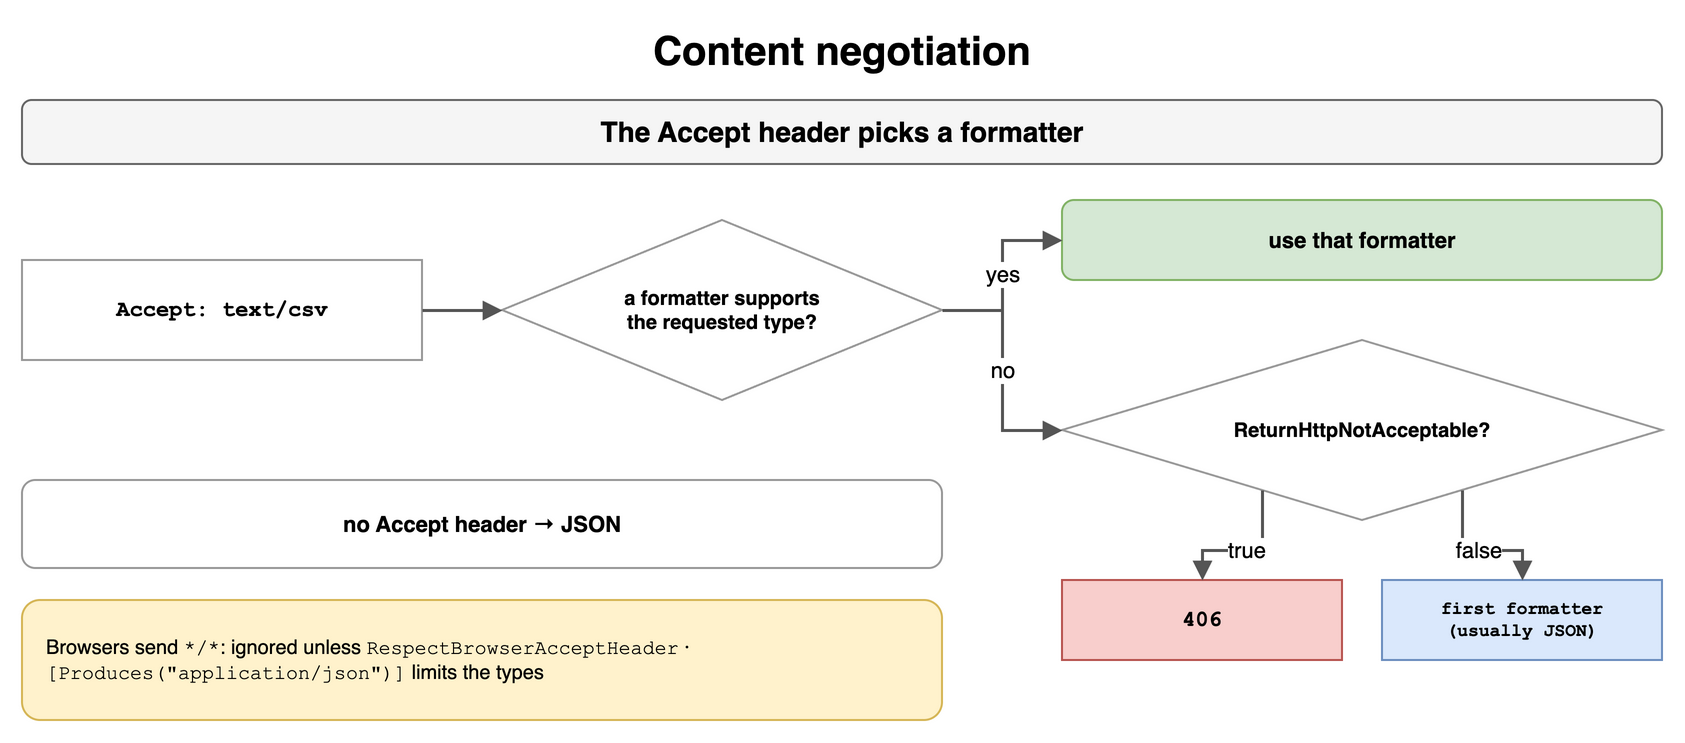 Content negotiation
The Accept header picks a formatter
use that formatter
Accept: text/csv
a formatter supports
the requested type?
yes
no
ReturnHttpNotAcceptable?
no Accept header → JSON
true
false
406
first formatter
(usually JSON)
Browsers send */*: ignored unless RespectBrowserAcceptHeader ·
[Produces("application/json")] limits the types